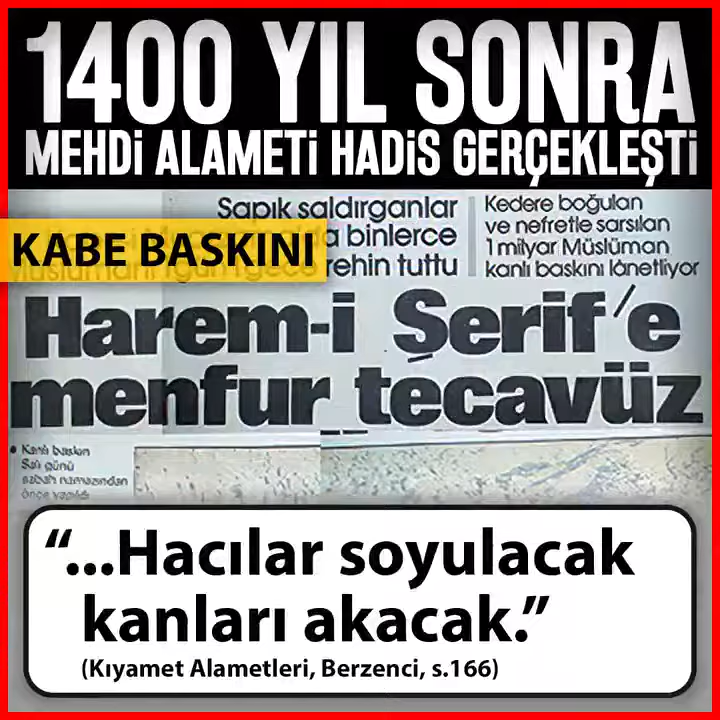 1400 YIL SONRA
MEHDİ ALAMETİ HADİS GERÇEKLEŞTİ
Sapık saldırganlar
binlerce
rehin tuttu
Kedere boğulan
ve nefretle sarsılan
1 milyar Müslüman
kanlı baskını lânetliyor
KABE BASKINI
Harem-i Şerif'e
menfur tecavüz
• Kanlı baskın
Salı günü
sabah namazından
önce yapıldı
“...Hacılar soyulacak
kanları akacak.”
(Kıyamet Alametleri, Berzenci, s.166)